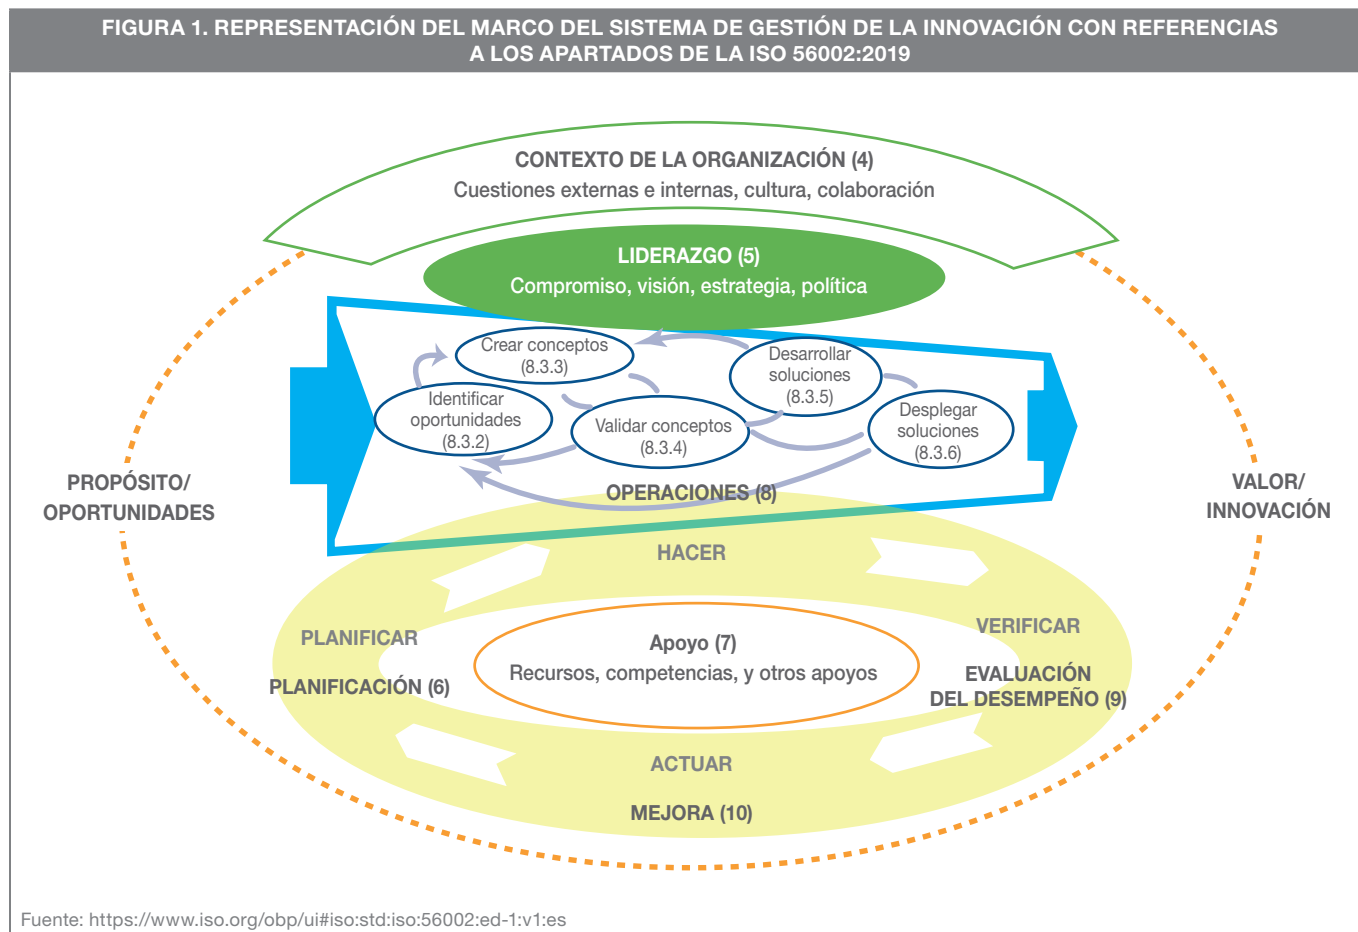 FIGURA 1. REPRESENTACIÓN DEL MARCO DEL SISTEMA DE GESTIÓN DE LA INNOVACIÓN CON REFERENCIAS
A LOS APARTADOS DE LA ISO 56002:2019
CONTEXTO DE LA ORGANIZACIÓN (4)
Cuestiones externas e internas, cultura, colaboración
LIDERAZGO (5)
Compromiso, visión, estrategia, política
Crear conceptos
(8.3.3)
Desarrollar
soluciones
(8.3.5)
Identificar
oportunidades
(8.3.2)
Validar conceptos
(8.3.4)
Desplegar
soluciones
(8.3.6)
OPERACIONES (8)
PROPÓSITO/
OPORTUNIDADES
VALOR/
INNOVACIÓN
HACER
PLANIFICAR
PLANIFICACIÓN (6)
Apoyo (7)
Recursos, competencias, y otros apoyos
VERIFICAR
EVALUACIÓN
DEL DESEMPEÑO (9)
ACTUAR
MEJORA (10)
Fuente: https://www.iso.org/obp/ui#iso:std:iso:56002:ed-1:v1:es